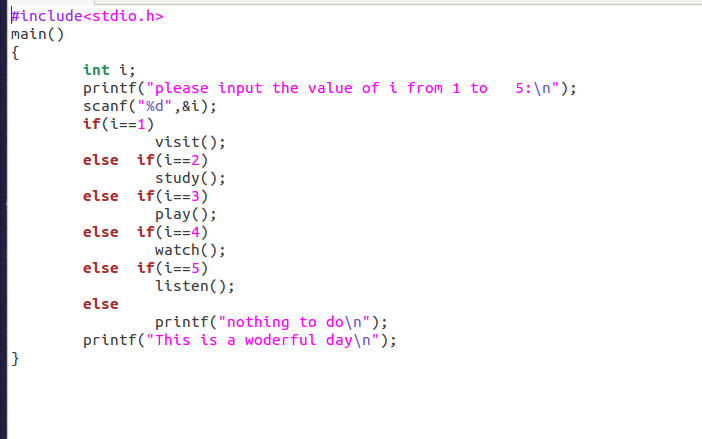 #include<stdio.h>
main()
{
        int i;
        printf("please input the value of i from 1 to   5:\n");
        scanf("%d",&i);
        if(i==1)
                visit();
        else  if(i==2)
                study();
        else  if(i==3)
                play();
        else  if(i==4)
                watch();
        else  if(i==5)
                listen();
        else
                printf("nothing to do\n");
        printf("This is a woderful day\n");
}